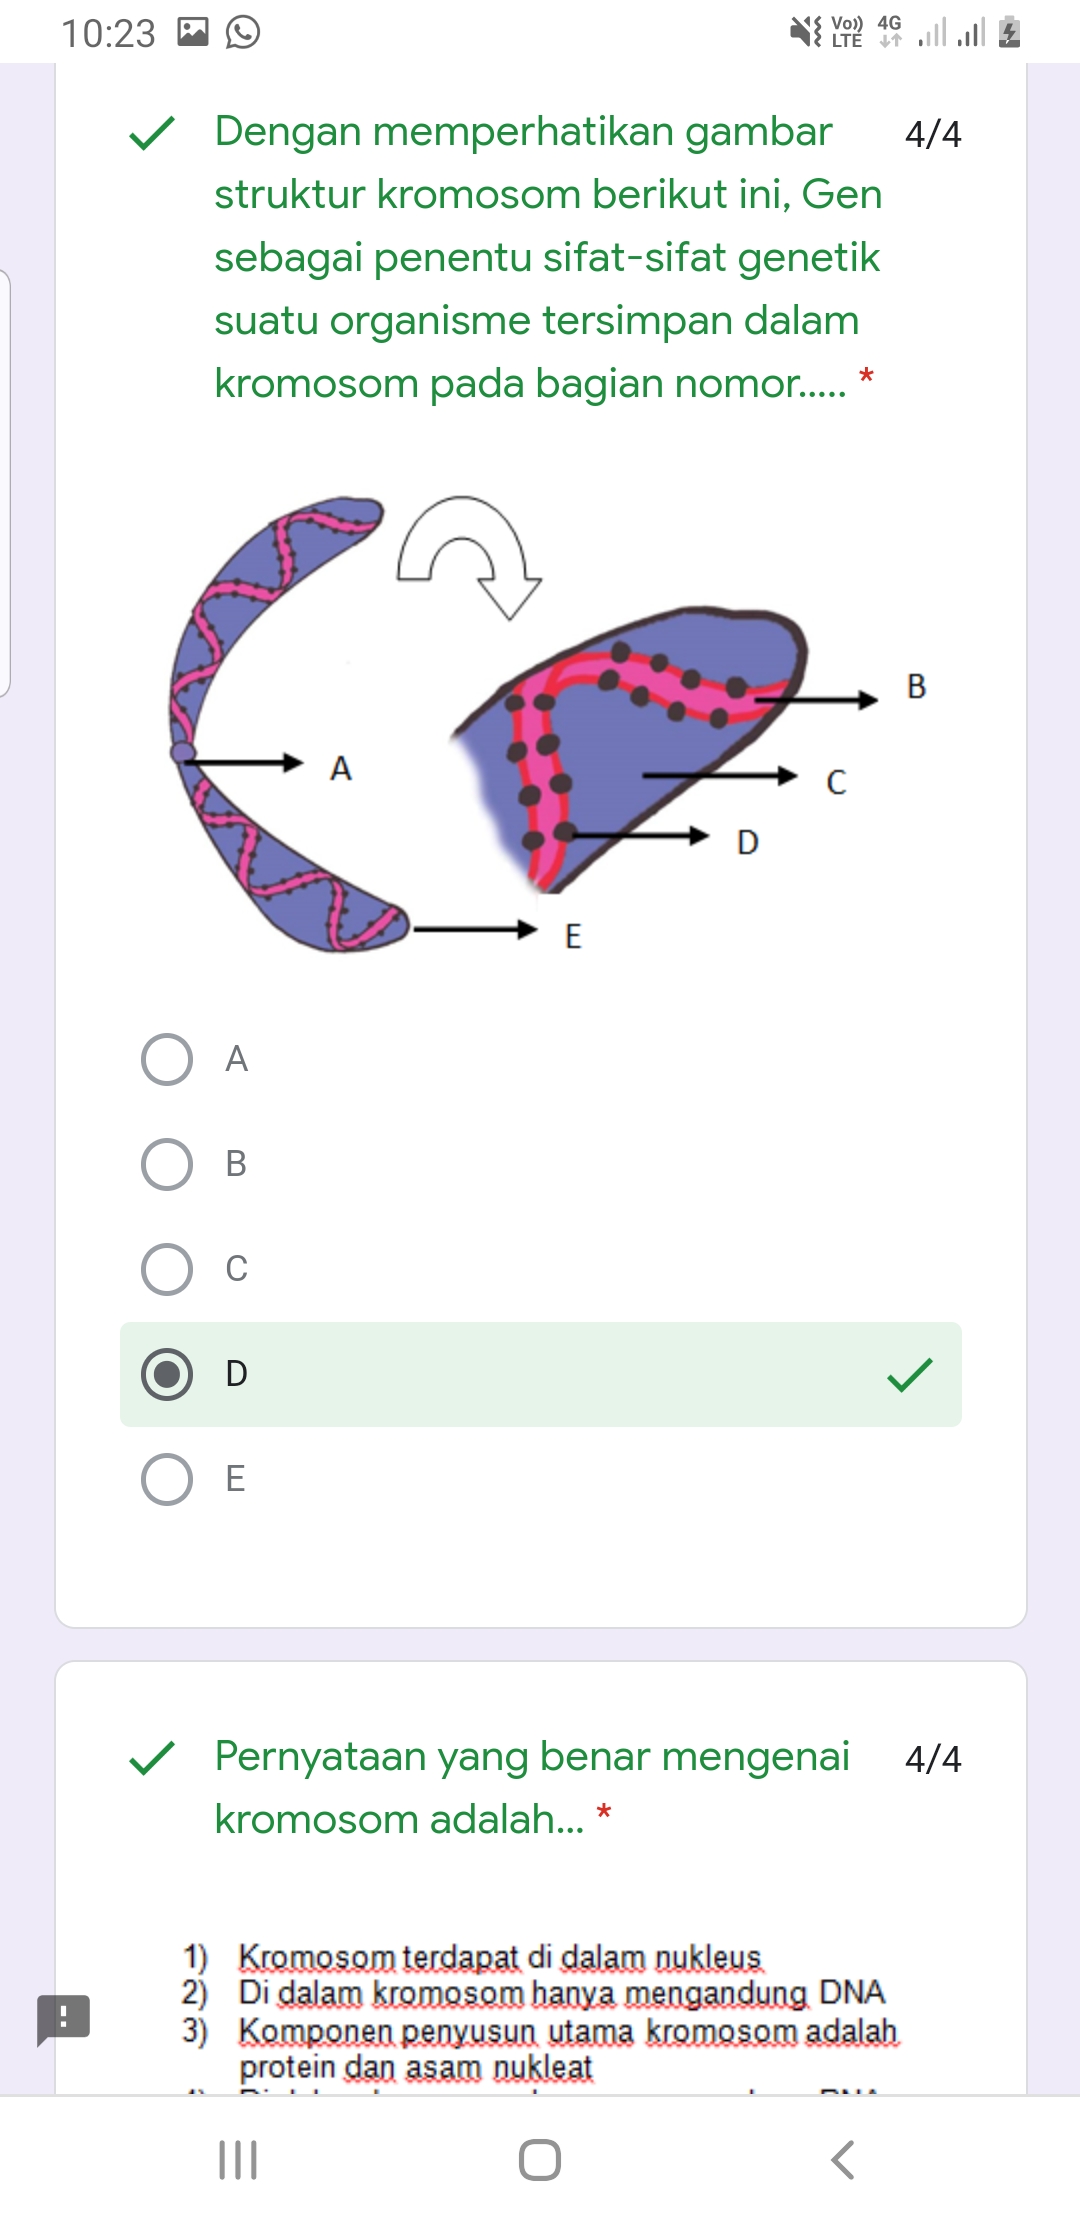 10:23
Vo)) 4G
LTE
Dengan memperhatikan gambar 4/4
struktur kromosom berikut ini, Gen
sebagai penentu sifat-sifat genetik
suatu organisme tersimpan dalam
kromosom pada bagian nomor..... *
B
A
C
D
E
A
B
C
D
E
Pernyataan yang benar mengenai 4/4
kromosom adalah... *
1) Kromosom terdapat di dalam nukleus
2) Di dalam kromosom hanya mengandung DNA
3) Komponen penyusun utama kromosom adalah
protein dan asam nukleat